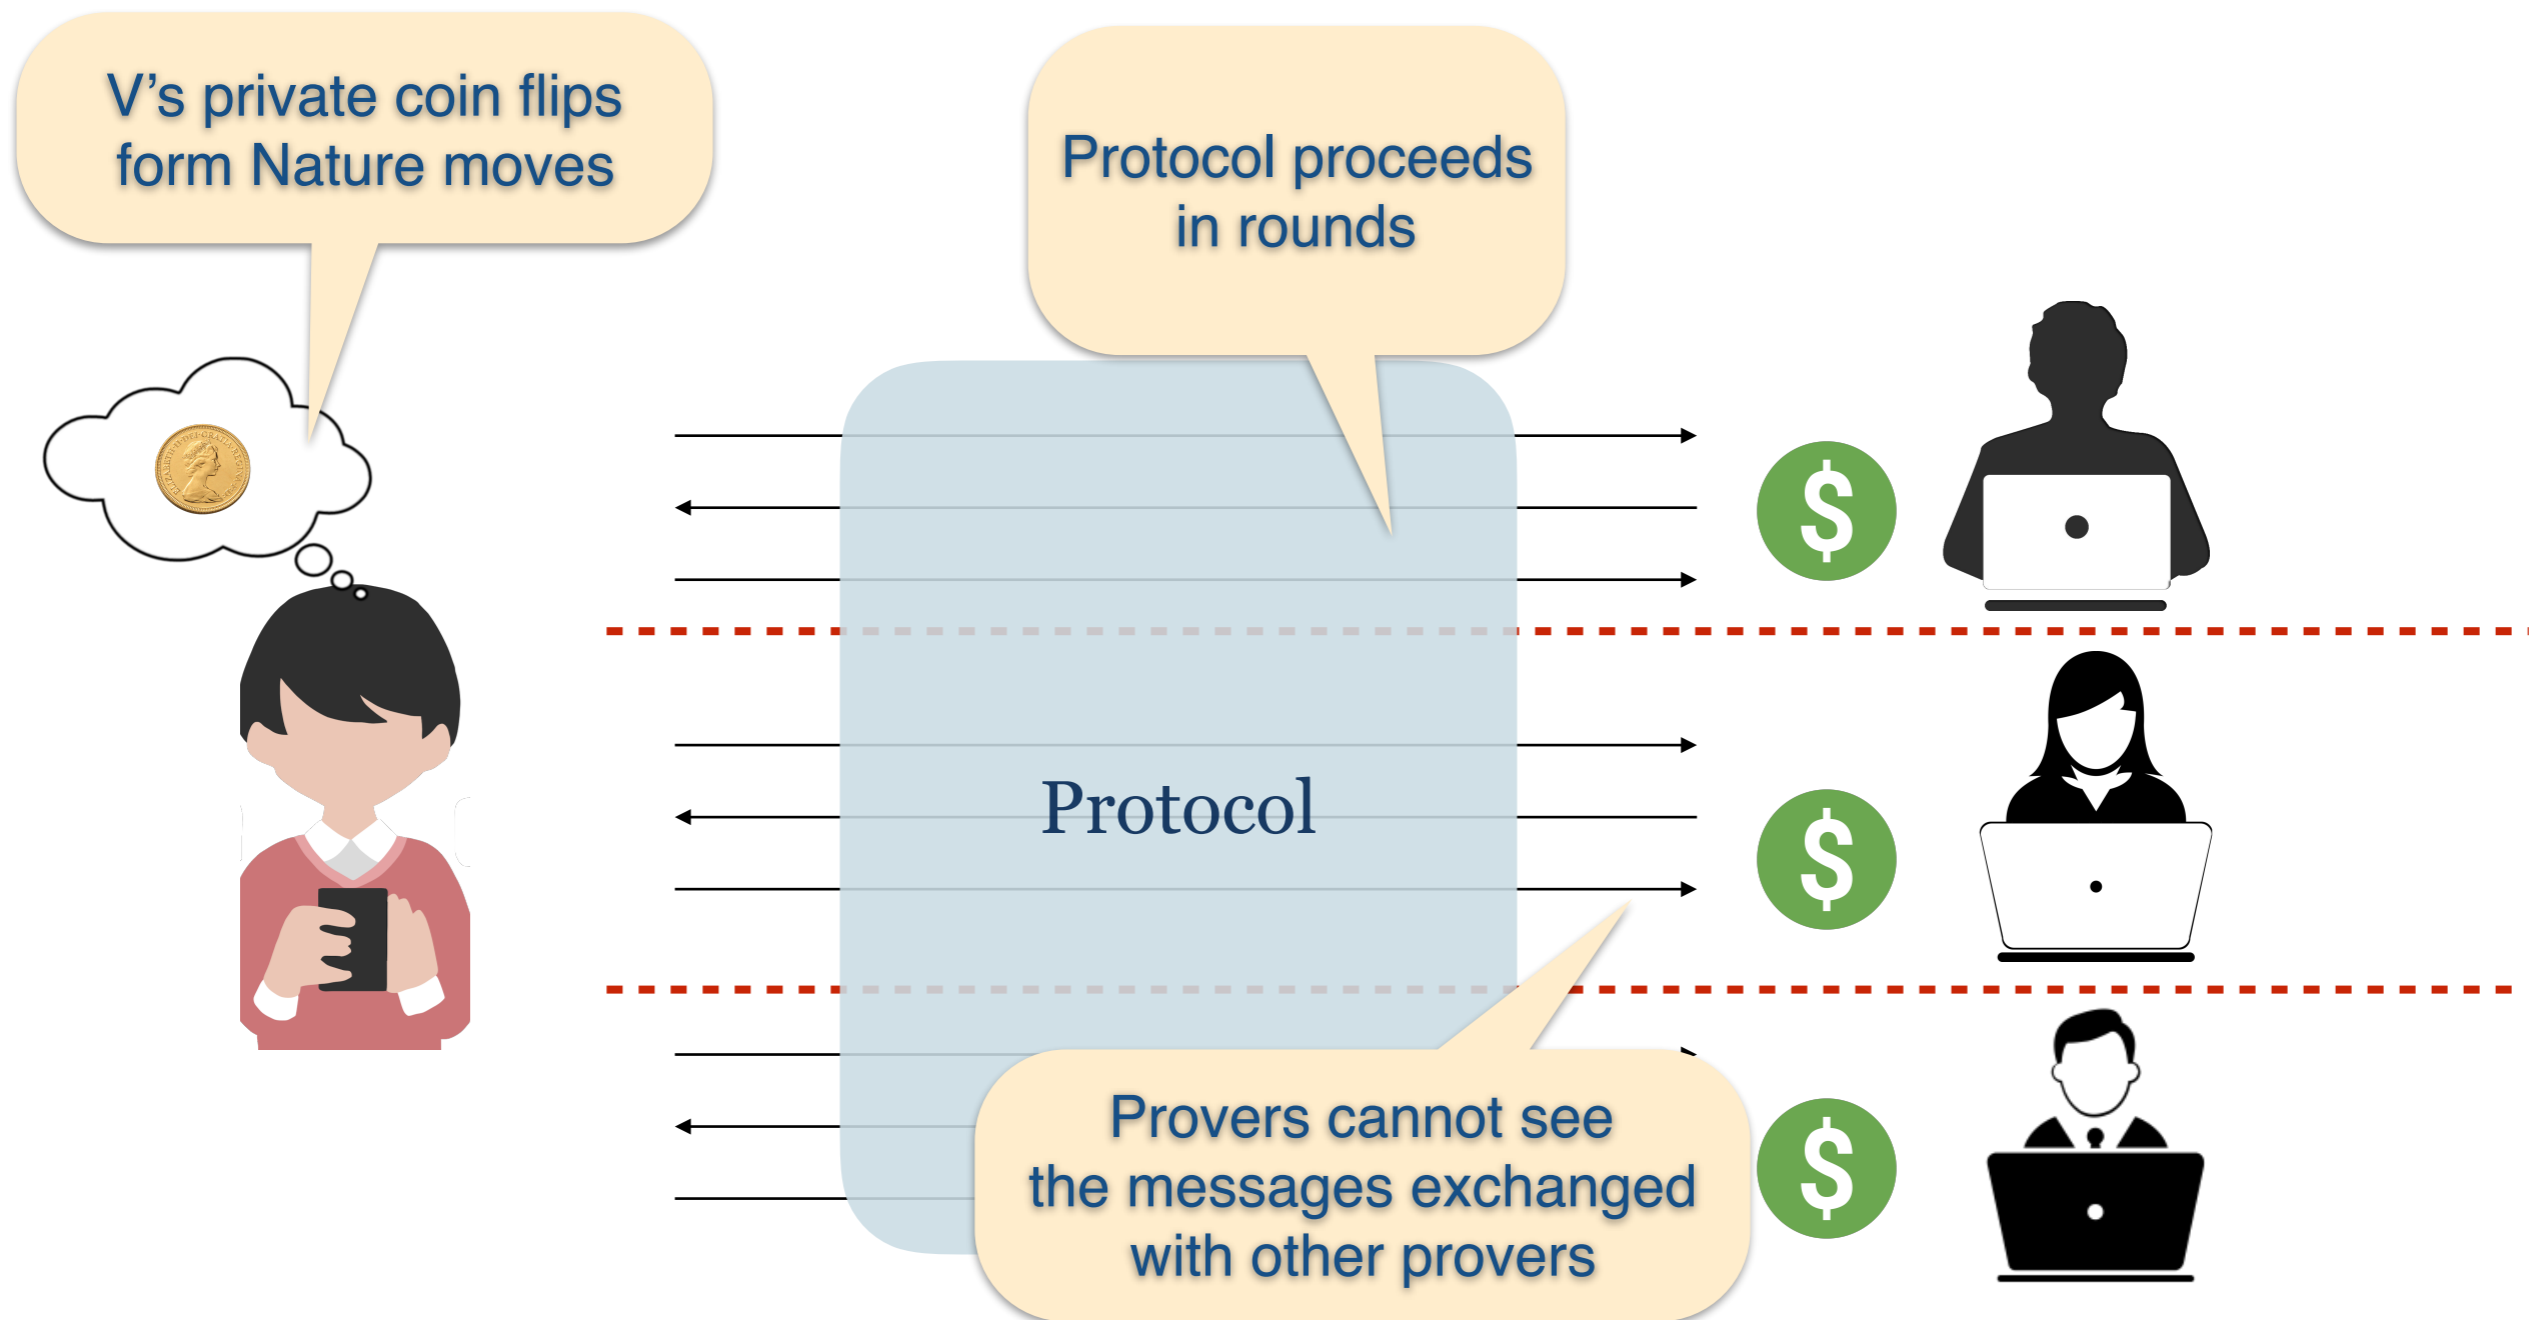 V’s private coin flips
form Nature moves
Protocol proceeds
in rounds
$
Protocol
$
Provers cannot see
the messages exchanged
with other provers
$